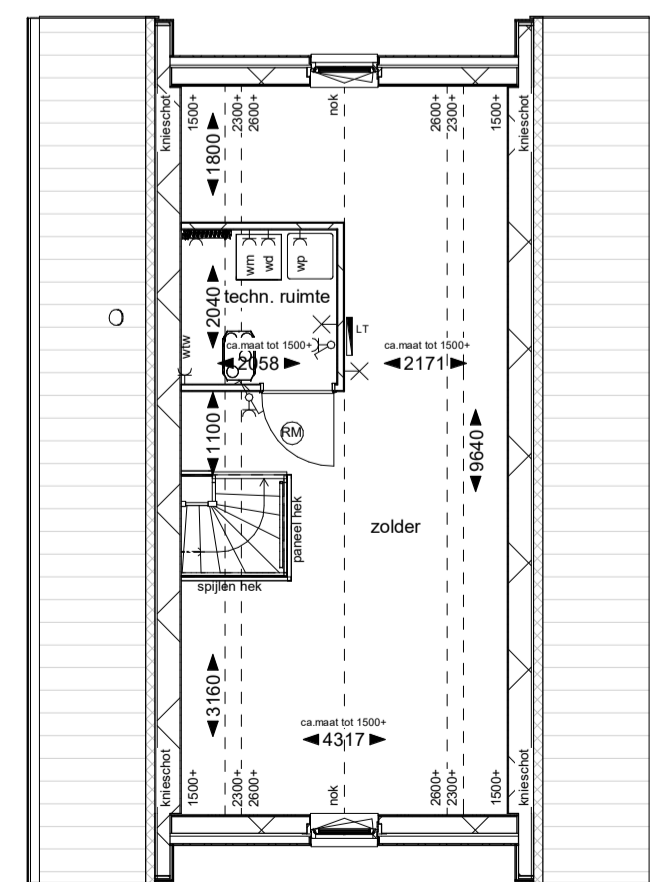 knieschot
1500+
2300+
2600+
nok
2600+
2300+
1500+
knieschot
1800
wm
wd
wp
techn. ruimte
2040
LT
wtw
ca.maat tot 1500+
2058
ca.maat tot 1500+
2171
1100
RM
9640
paneel hek
zolder
spijlen hek
3160
ca.maat tot 1500+
4317
knieschot
1500+
2300+
2600+
nok
2600+
2300+
1500+
knieschot